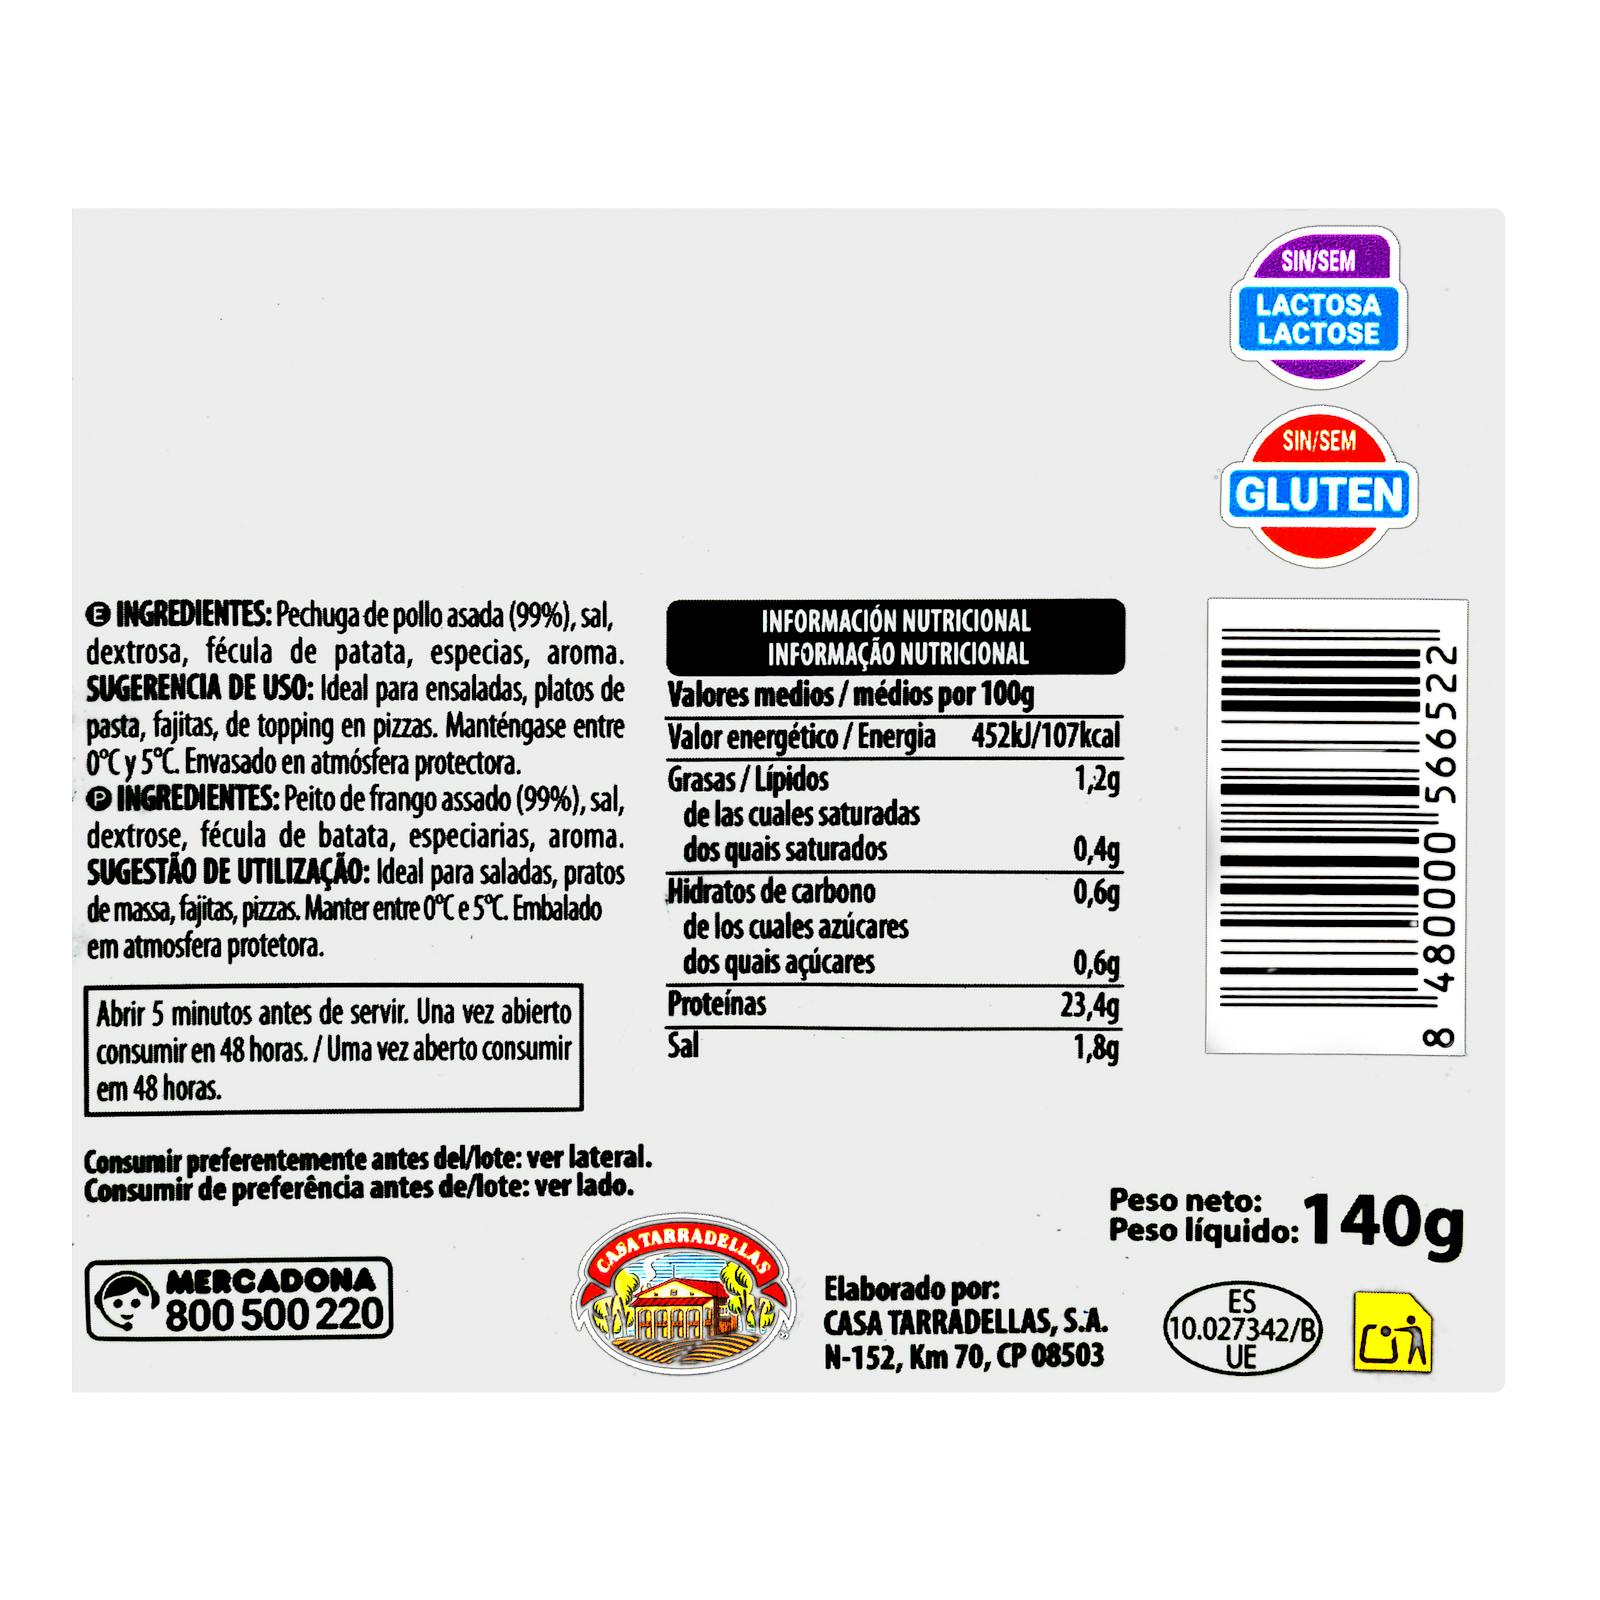 SIN/SEM
LACTOSA
LACTOSE
SIN/SEM
GLUTEN
E INGREDIENTES: Pechuga de pollo asada (99%), sal,
dextrosa, fécula de patata, especias, aroma.
SUGERENCIA DE USO: Ideal para ensaladas, platos de
pasta, fajitas, de topping en pizzas. Manténgase entre
0°C y 5°C. Envasado en atmósfera protectora.
P INGREDIENTES: Peito de frango assado (99%), sal,
dextrose, fécula de batata, especiarias, aroma.
SUGESTÃO DE UTILIZAÇÃO: Ideal para saladas, pratos
de massa, fajitas, pizzas. Manter entre 0°C e 5°C. Embalado
em atmosfera protetora.
Abrir 5 minutos antes de servir. Una vez abierto
consumir en 48 horas. / Uma vez aberto consumir
em 48 horas.
Consumir preferentemente antes del/lote: ver lateral.
Consumir de preferência antes de/lote: ver lado.
MERCADONA
800 500 220
INFORMACIÓN NUTRICIONAL
INFORMAÇÃO NUTRICIONAL
Valores medios / médios por 100g
Valor energético / Energia 452kJ/107kcal
Grasas / Lípidos 1,2g
de las cuales saturadas
dos quais saturados 0,4g
Hidratos de carbono 0,6g
de los cuales azúcares
dos quais açúcares 0,6g
Proteínas 23,4g
Sal 1,8g
8 480000 566522
CASA TARRADELLAS
Elaborado por:
CASA TARRADELLAS, S.A.
N-152, Km 70, CP 08503
Peso neto:
Peso líquido: 140g
ES
10.027342/B
UE